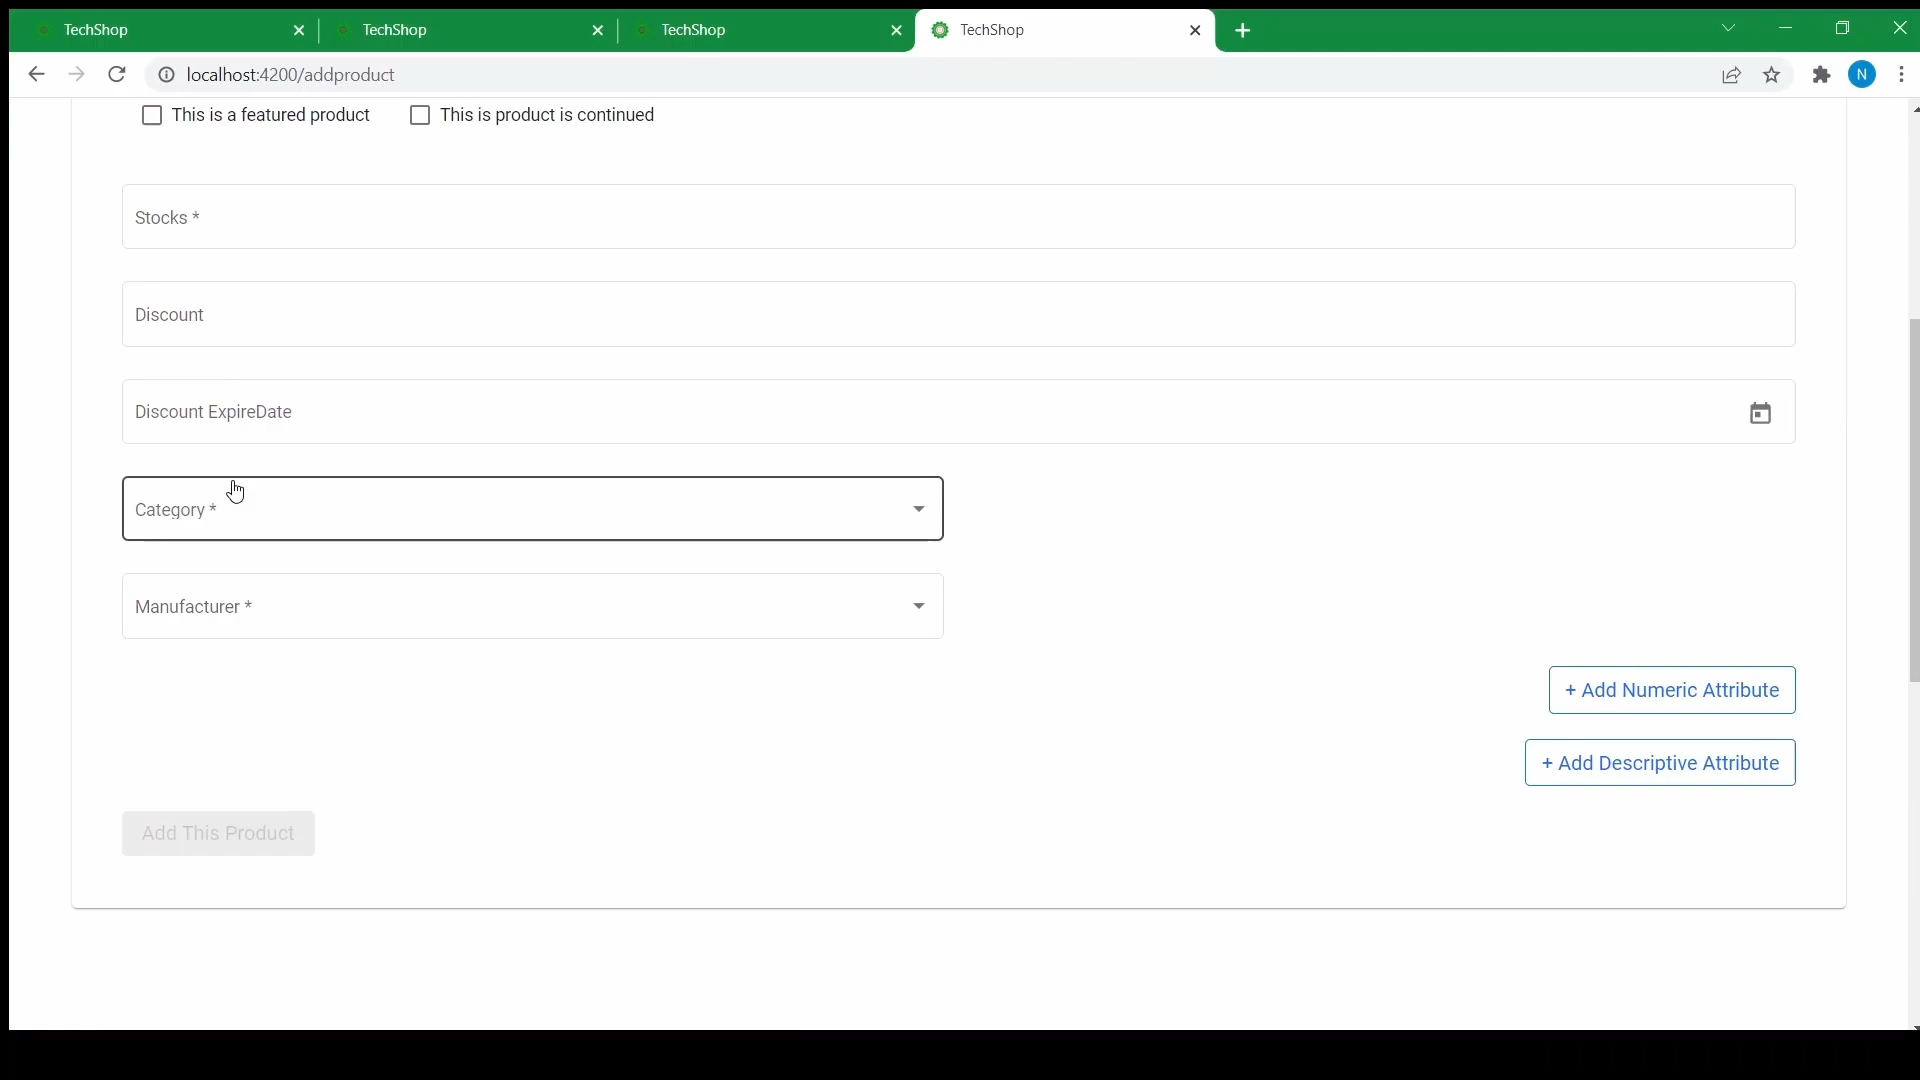 TechShop TechShop TechShop TechShop
localhost:4200/addproduct N
This is a featured product This is product is continued
Stocks *
Discount
Discount ExpireDate
Category *
Manufacturer *
+ Add Numeric Attribute
+ Add Descriptive Attribute
Add This Product